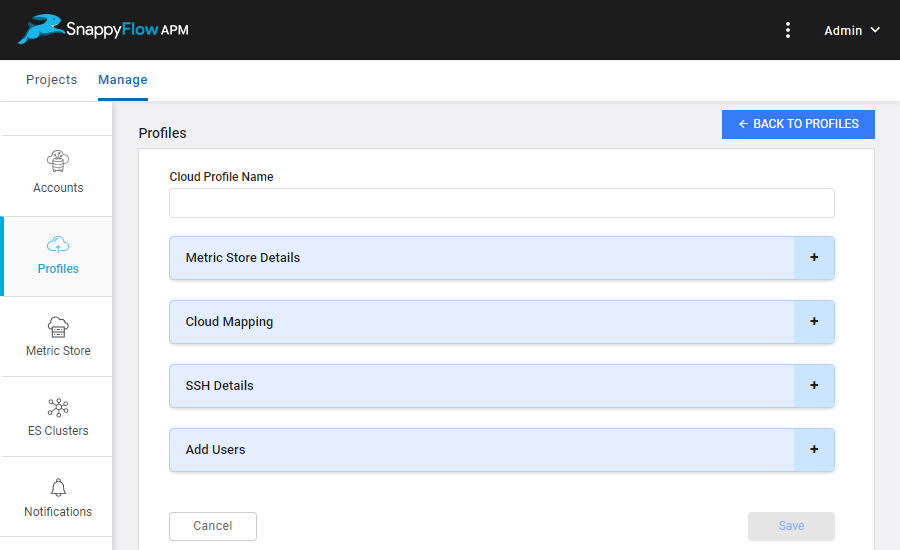 SnappyFlow APM
Admin
Projects
Manage
Profiles
← BACK TO PROFILES
Accounts
Profiles
Metric Store
ES Clusters
Notifications
Cloud Profile Name
Metric Store Details +
Cloud Mapping +
SSH Details +
Add Users +
Cancel
Save